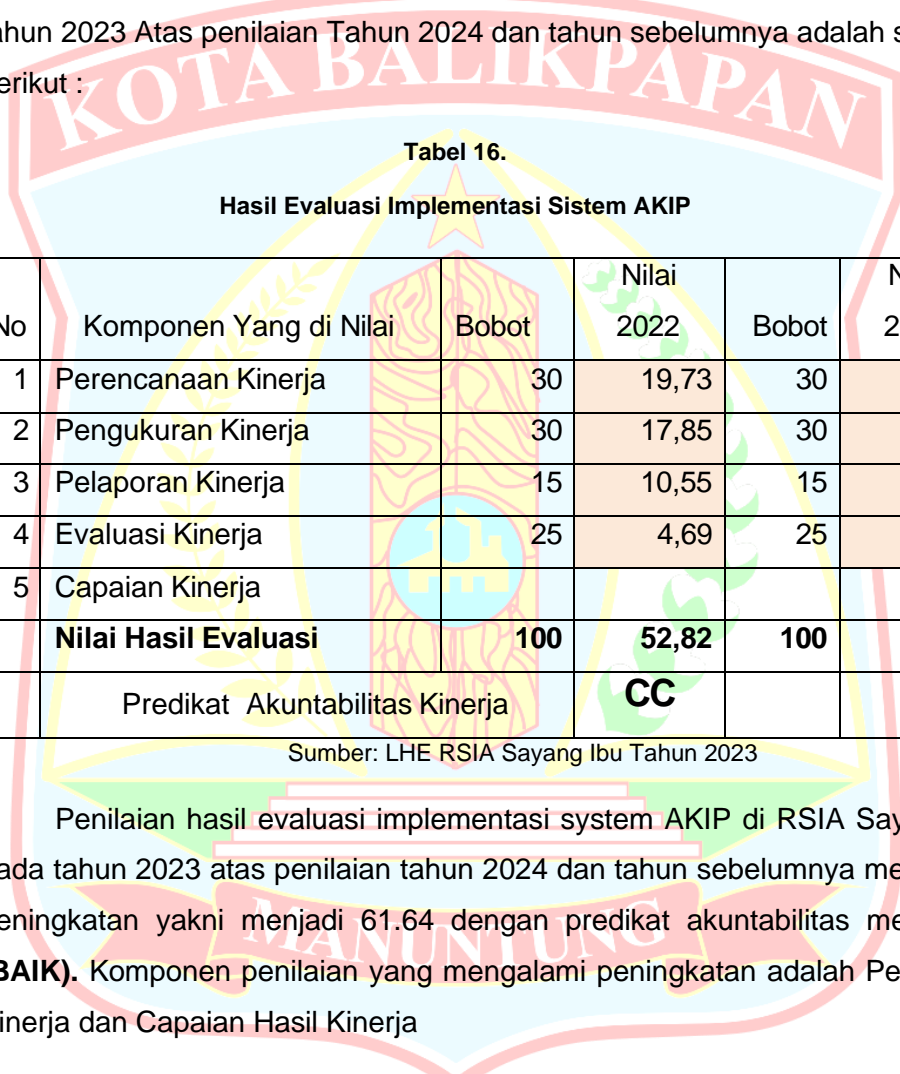 ahun 2023 Atas penilaian Tahun 2024 dan tahun sebelumnya adalah s
erikut :
KOTA BALIKPAPAN
Tabel 16.
Hasil Evaluasi Implementasi Sistem AKIP
No Komponen Yang di Nilai Bobot Nilai 2022 Bobot N 2
1 Perencanaan Kinerja 30 19,73 30
2 Pengukuran Kinerja 30 17,85 30
3 Pelaporan Kinerja 15 10,55 15
4 Evaluasi Kinerja 25 4,69 25
5 Capaian Kinerja
Nilai Hasil Evaluasi 100 52,82 100
Predikat Akuntabilitas Kinerja CC
Sumber: LHE RSIA Sayang Ibu Tahun 2023
Penilaian hasil evaluasi implementasi system AKIP di RSIA Say
ada tahun 2023 atas penilaian tahun 2024 dan tahun sebelumnya me
eningkatan yakni menjadi 61.64 dengan predikat akuntabilitas me
MANUNTUNG
BAIK). Komponen penilaian yang mengalami peningkatan adalah Pe
inerja dan Capaian Hasil Kinerja